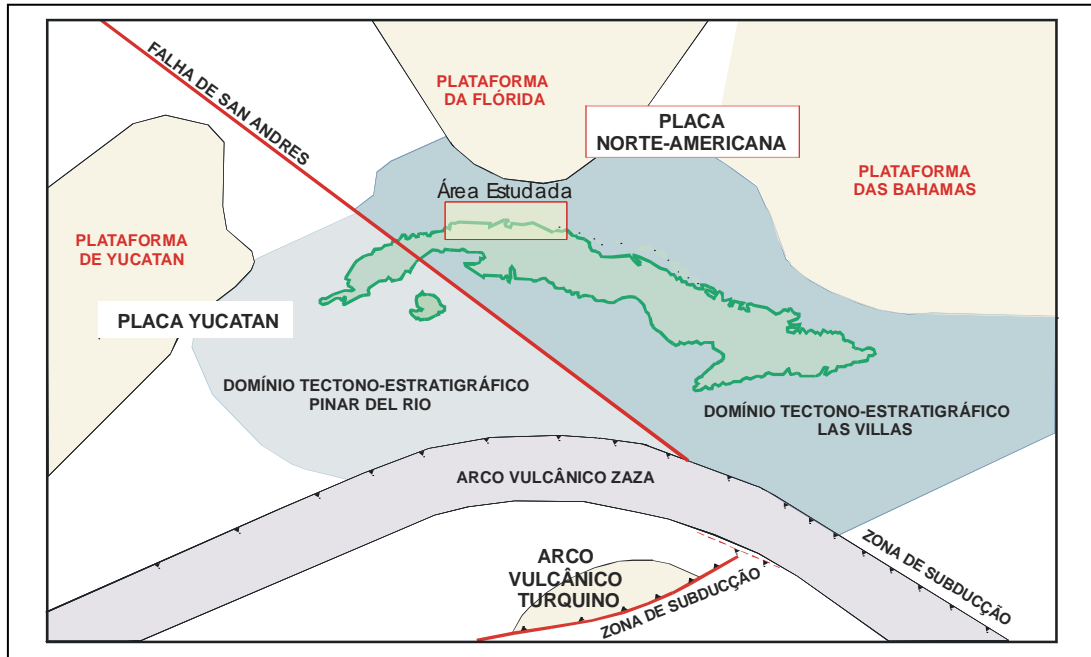 FALHA DE SAN ANDRES
PLATAFORMA
DA FLÓRIDA
PLACA
NORTE-AMERICANA
PLATAFORMA
DAS BAHAMAS
Área Estudada
PLATAFORMA
DE YUCATAN
PLACA YUCATAN
DOMÍNIO TECTONO-ESTRATIGRÁFICO
PINAR DEL RIO
DOMÍNIO TECTONO-ESTRATIGRÁFICO
LAS VILLAS
ARCO VULCÂNICO ZAZA
ZONA DE SUBDUCÇÃO
ARCO
VULCÂNICO
TURQUINO
ZONA DE SUBDUCÇÃO